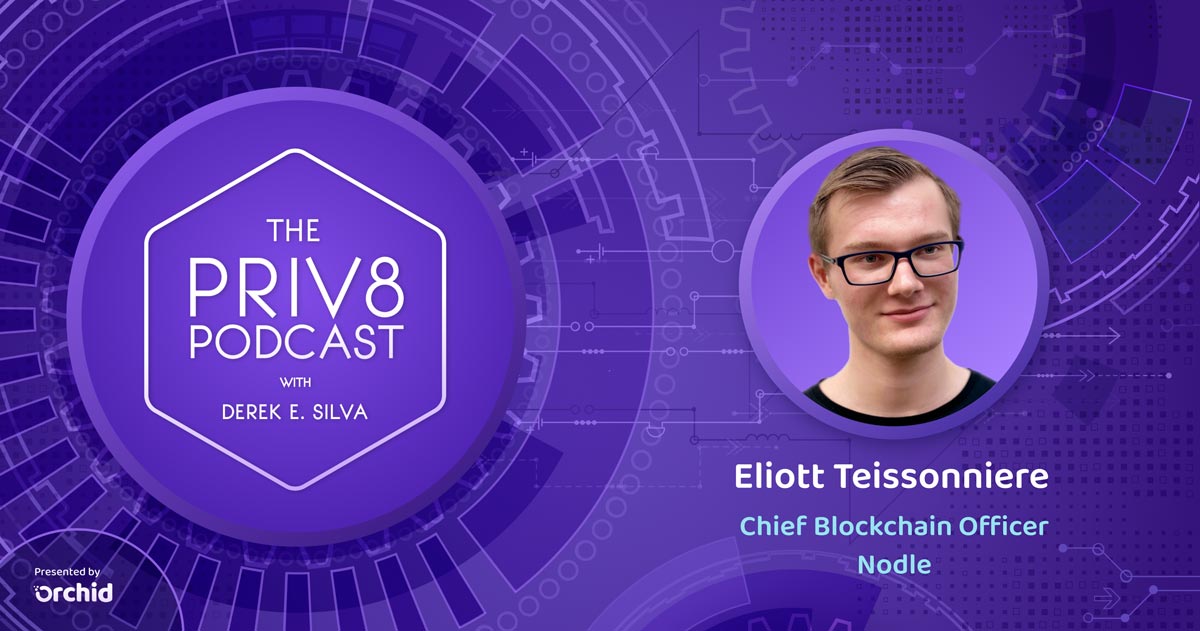 THE
PRIV8
PODCAST
WITH
DEREK E. SILVA
Eliott Teissonniere
Chief Blockchain Officer
Nodle
Presented by
Orchid